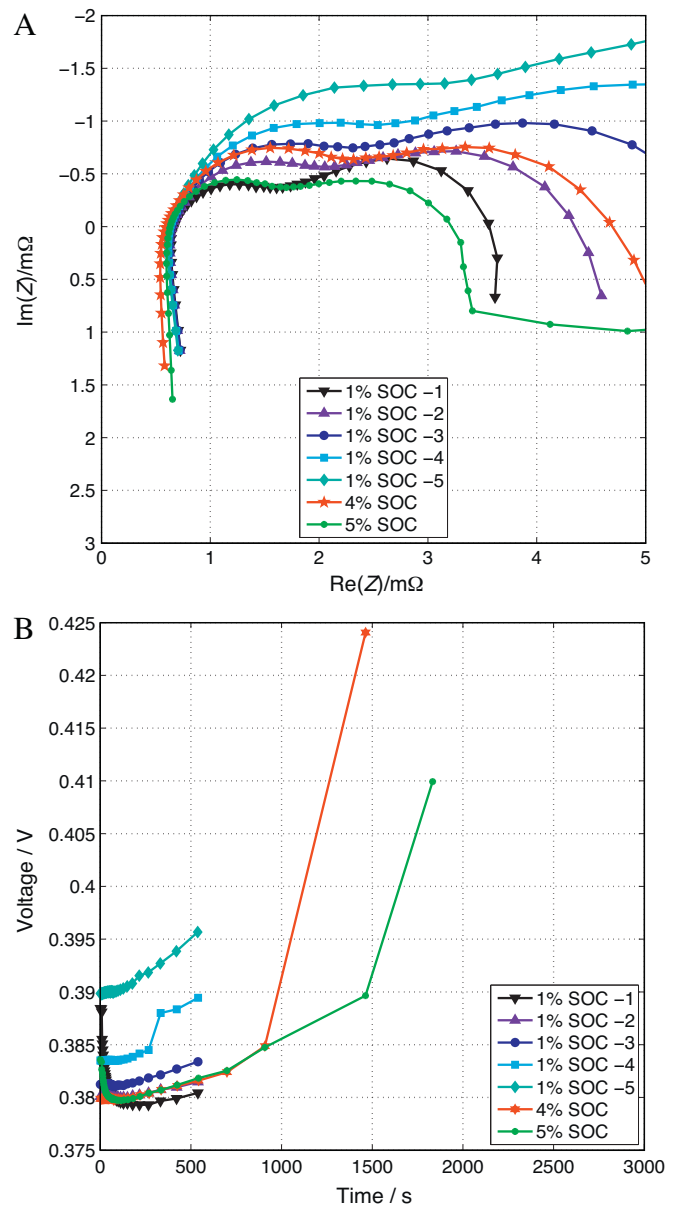 A
−2
−1.5
−1
−0.5
0
0.5
1
1.5
2
2.5
3
Im(Z)/mΩ
1% SOC −1
1% SOC −2
1% SOC −3
1% SOC −4
1% SOC −5
4% SOC
5% SOC
0 1 2 3 4 5
Re(Z)/mΩ
B
0.425
0.42
0.415
0.41
0.405
0.4
0.395
0.39
0.385
0.38
0.375
Voltage / V
1% SOC −1
1% SOC −2
1% SOC −3
1% SOC −4
1% SOC −5
4% SOC
5% SOC
0 500 1000 1500 2000 2500 3000
Time / s